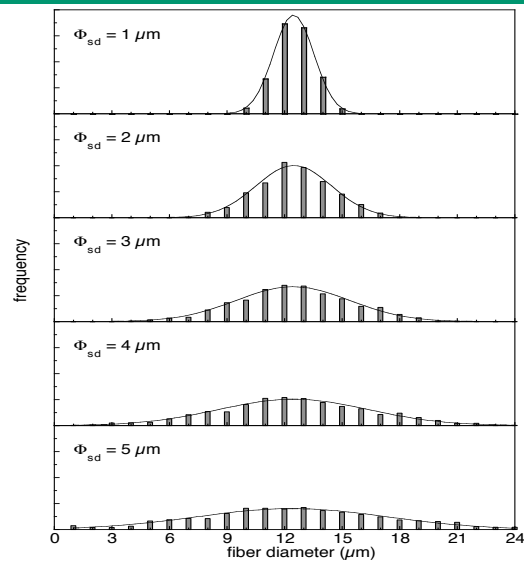 Φsd = 1 µm
Φsd = 2 µm
Φsd = 3 µm
Φsd = 4 µm
Φsd = 5 µm
frequency
0 3 6 9 12 15 18 21 24
fiber diameter (µm)